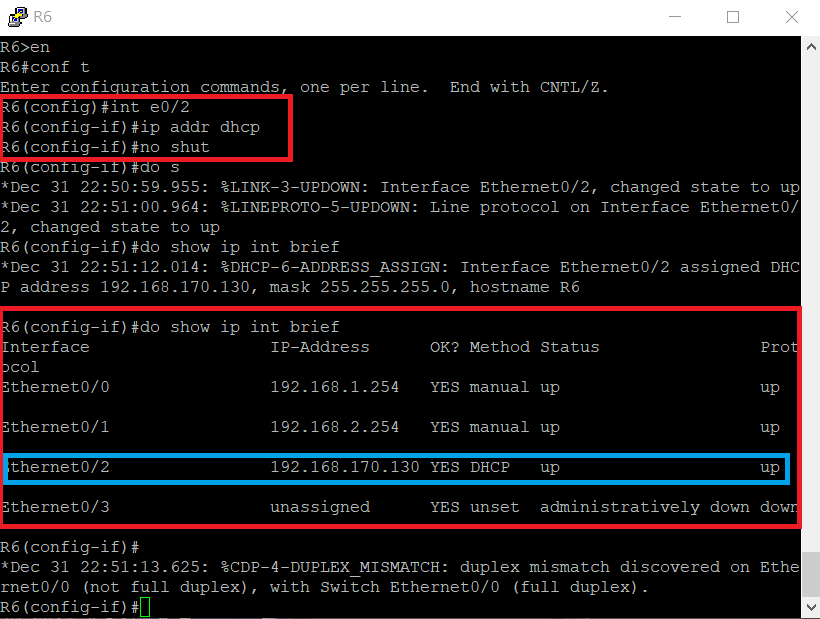 R6
R6>en
R6#conf t
Enter configuration commands, one per line.  End with CNTL/Z.
R6(config)#int e0/2
R6(config-if)#ip addr dhcp
R6(config-if)#no shut
R6(config-if)#do s
*Dec 31 22:50:59.955: %LINK-3-UPDOWN: Interface Ethernet0/2, changed state to up
*Dec 31 22:51:00.964: %LINEPROTO-5-UPDOWN: Line protocol on Interface Ethernet0/
2, changed state to up
R6(config-if)#do show ip int brief
*Dec 31 22:51:12.014: %DHCP-6-ADDRESS_ASSIGN: Interface Ethernet0/2 assigned DHC
P address 192.168.170.130, mask 255.255.255.0, hostname R6
R6(config-if)#do show ip int brief
Interface                  IP-Address      OK? Method Status                Prot
ocol
Ethernet0/0                192.168.1.254   YES manual up                    up
Ethernet0/1                192.168.2.254   YES manual up                    up
Ethernet0/2                192.168.170.130 YES DHCP   up                    up
Ethernet0/3                unassigned      YES unset  administratively down down
R6(config-if)#
*Dec 31 22:51:13.625: %CDP-4-DUPLEX_MISMATCH: duplex mismatch discovered on Ethe
rnet0/0 (not full duplex), with Switch Ethernet0/0 (full duplex).
R6(config-if)#